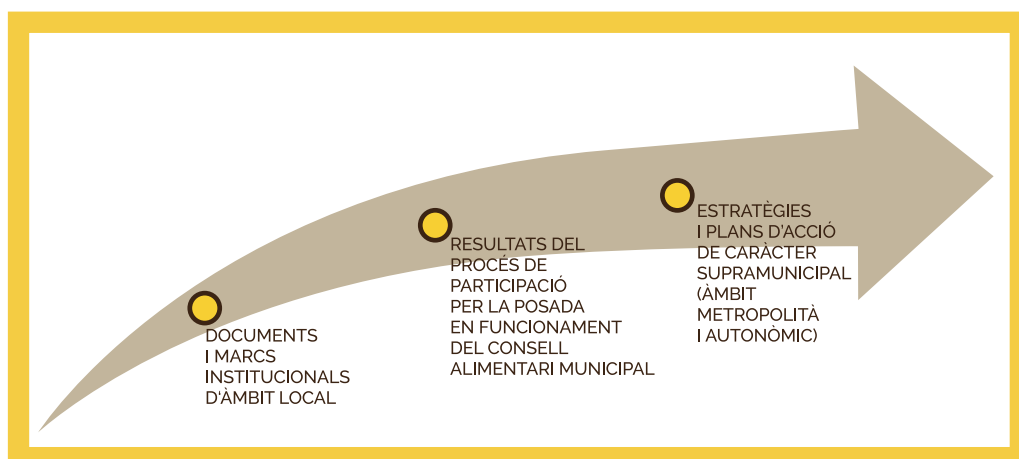 DOCUMENTS
I MARCS
INSTITUCIONALS
D'ÀMBIT LOCAL
RESULTATS DEL
PROCÉS DE
PARTICIPACIÓ
PER LA POSADA
EN FUNCIONAMENT
DEL CONSELL
ALIMENTARI MUNICIPAL
ESTRATÈGIES
I PLANS D'ACCIÓ
DE CARÀCTER
SUPRAMUNICIPAL
(ÀMBIT
METROPOLITÀ
I AUTONÒMIC)